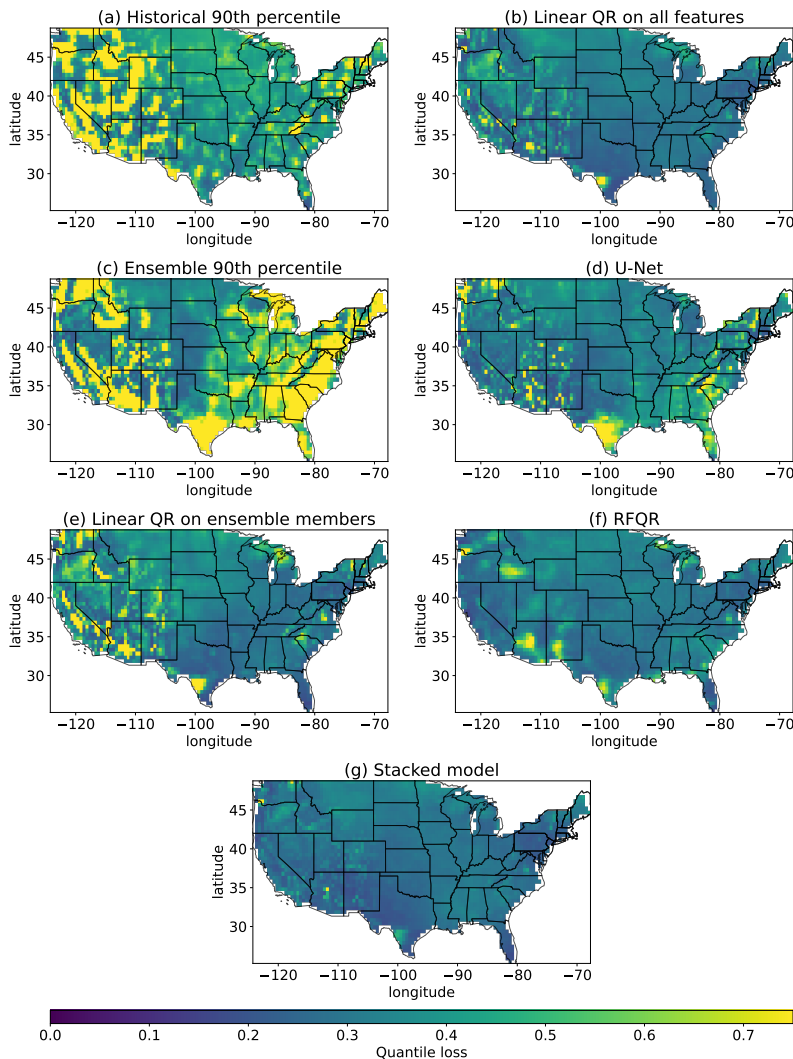 (a) Historical 90th percentile
45
40
35
30
latitude
−120 −110 −100 −90 −80 −70
longitude
(b) Linear QR on all features
45
40
35
30
latitude
−120 −110 −100 −90 −80 −70
longitude
(c) Ensemble 90th percentile
45
40
35
30
latitude
−120 −110 −100 −90 −80 −70
longitude
(d) U-Net
45
40
35
30
latitude
−120 −110 −100 −90 −80 −70
longitude
(e) Linear QR on ensemble members
45
40
35
30
latitude
−120 −110 −100 −90 −80 −70
longitude
(f) RFQR
45
40
35
30
latitude
−120 −110 −100 −90 −80 −70
longitude
(g) Stacked model
45
40
35
30
latitude
−120 −110 −100 −90 −80 −70
longitude
0.0 0.1 0.2 0.3 0.4 0.5 0.6 0.7
Quantile loss